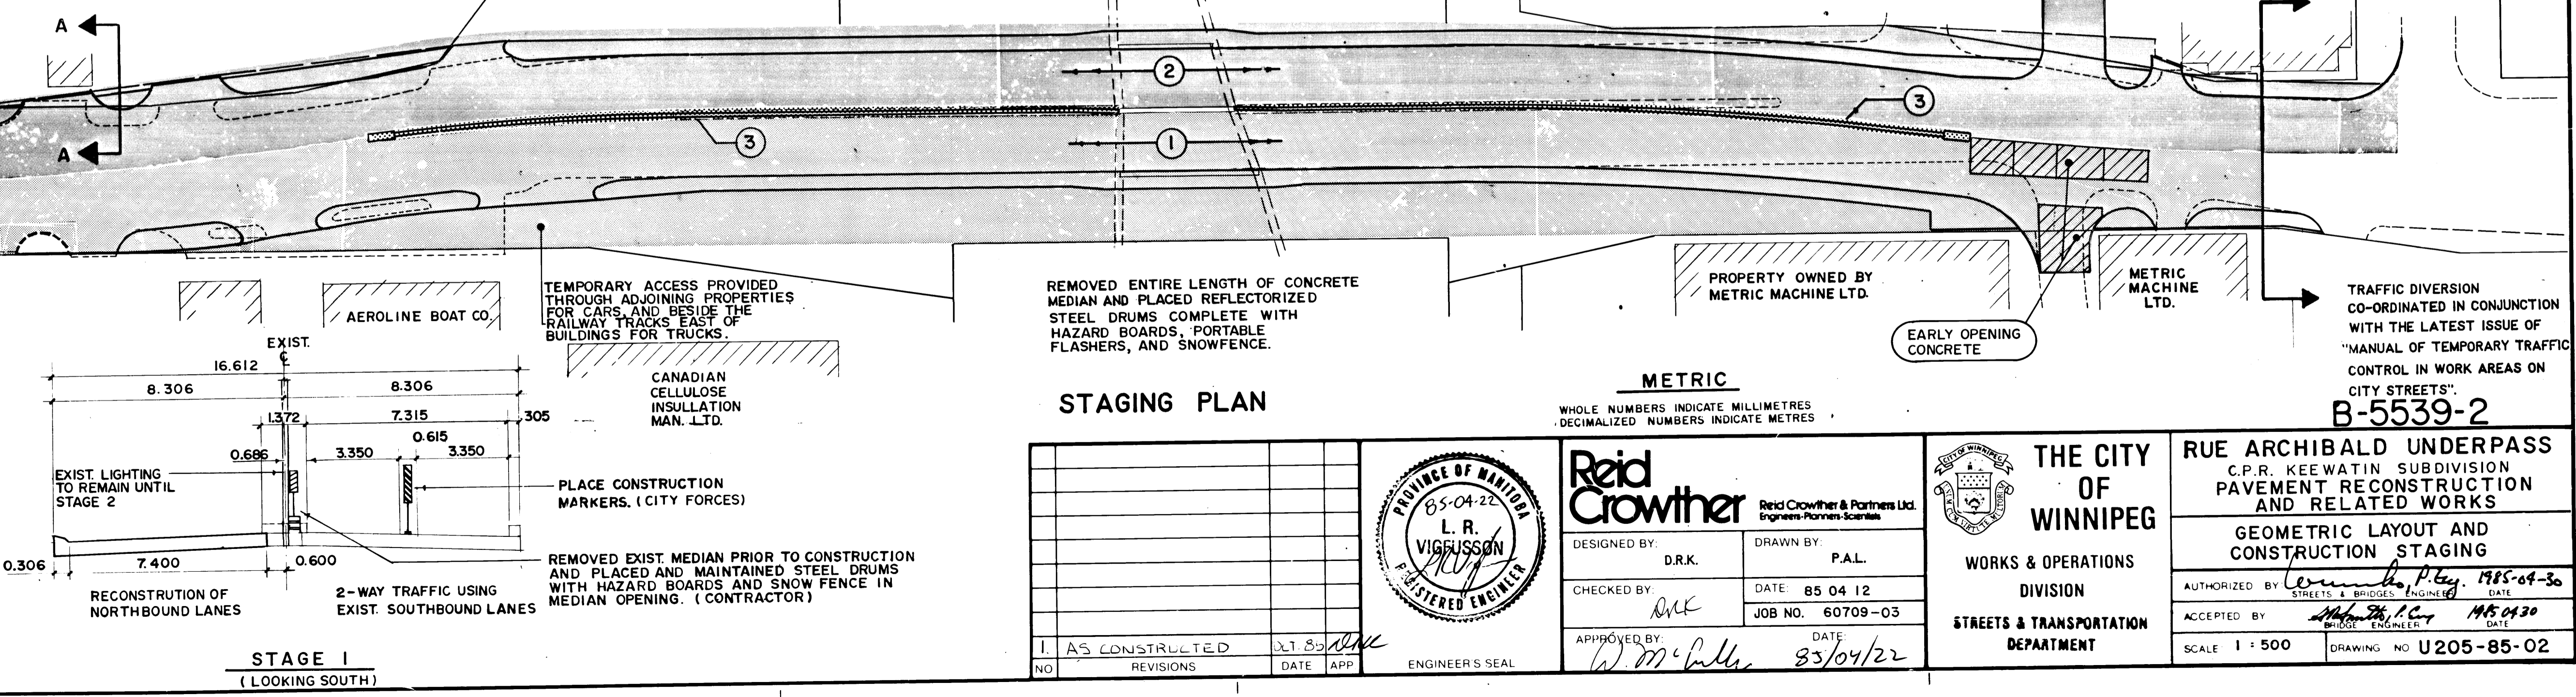 A
A
2
3
1
3
AEROLINE BOAT CO.
TEMPORARY ACCESS PROVIDED
THROUGH ADJOINING PROPERTIES
FOR CARS, AND BESIDE THE
RAILWAY TRACKS EAST OF
BUILDINGS FOR TRUCKS.
CANADIAN
CELLULOSE
INSULLATION
MAN. LTD.
REMOVED ENTIRE LENGTH OF CONCRETE
MEDIAN AND PLACED REFLECTORIZED
STEEL DRUMS COMPLETE WITH
HAZARD BOARDS, PORTABLE
FLASHERS, AND SNOWFENCE.
STAGING PLAN
PROPERTY OWNED BY
METRIC MACHINE LTD.
METRIC
MACHINE
LTD.
EARLY OPENING
CONCRETE
TRAFFIC DIVERSION
CO-ORDINATED IN CONJUNCTION
WITH THE LATEST ISSUE OF
"MANUAL OF TEMPORARY TRAFFIC
CONTROL IN WORK AREAS ON
CITY STREETS".
B-5539-2
METRIC
WHOLE NUMBERS INDICATE MILLIMETRES
DECIMALIZED NUMBERS INDICATE METRES
EXIST.
℄
16.612
8.306
8.306
1.372
7.315
.305
0.615
0.686
3.350
3.350
EXIST. LIGHTING
TO REMAIN UNTIL
STAGE 2
PLACE CONSTRUCTION
MARKERS. (CITY FORCES)
0.306
7.400
0.600
REMOVED EXIST. MEDIAN PRIOR TO CONSTRUCTION
AND PLACED AND MAINTAINED STEEL DRUMS
WITH HAZARD BOARDS AND SNOW FENCE IN
MEDIAN OPENING. (CONTRACTOR)
RECONSTRUTION OF
NORTHBOUND LANES
2-WAY TRAFFIC USING
EXIST. SOUTHBOUND LANES
STAGE 1
(LOOKING SOUTH)
1. AS CONSTRUCTED OCT. 85 DRK
NO REVISIONS DATE APP
PROVINCE OF MANITOBA
85-04-22
L. R.
VIGFUSSON
REGISTERED ENGINEER
ENGINEER'S SEAL
Reid
Crowther
Reid Crowther & Partners Ltd.
Engineers-Planners-Scientists
DESIGNED BY:
D.R.K.
DRAWN BY:
P.A.L.
CHECKED BY:
DRK
DATE: 85 04 12
JOB NO. 60709-03
APPROVED BY:
DATE:
85/04/22
CITY OF WINNIPEG
THE CITY
OF
WINNIPEG
WORKS & OPERATIONS
DIVISION
STREETS & TRANSPORTATION
DEPARTMENT
RUE ARCHIBALD UNDERPASS
C.P.R. KEEWATIN SUBDIVISION
PAVEMENT RECONSTRUCTION
AND RELATED WORKS
GEOMETRIC LAYOUT AND
CONSTRUCTION STAGING
AUTHORIZED BY P.Eng. 1985-04-30
STREETS & BRIDGES ENGINEER DATE
ACCEPTED BY P. Eng 1985 04 30
BRIDGE ENGINEER DATE
SCALE 1 : 500
DRAWING NO U205-85-02